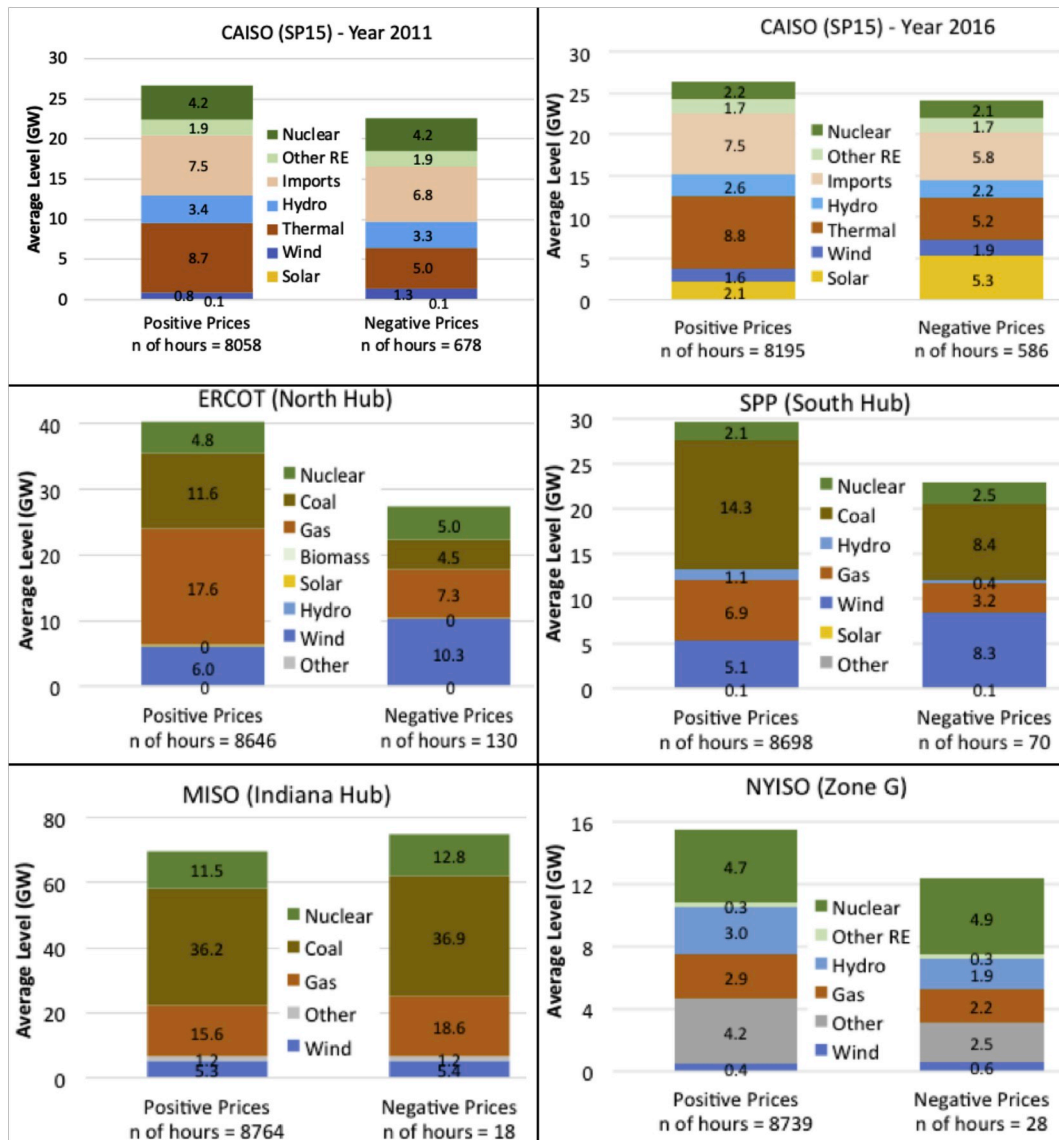 CAISO (SP15) - Year 2011
Average Level (GW)
30
25
20
15
10
5
0
4.2
1.9
7.5
3.4
8.7
0.8
0.1
Nuclear
Other RE
Imports
Hydro
Thermal
Wind
Solar
4.2
1.9
6.8
3.3
5.0
1.3
0.1
Positive Prices
n of hours = 8058
Negative Prices
n of hours = 678
CAISO (SP15) - Year 2016
Average Level (GW)
30
25
20
15
10
5
0
2.2
1.7
7.5
2.6
8.8
1.6
2.1
Nuclear
Other RE
Imports
Hydro
Thermal
Wind
Solar
2.1
1.7
5.8
2.2
5.2
1.9
5.3
Positive Prices
n of hours = 8195
Negative Prices
n of hours = 586
ERCOT (North Hub)
Average Level (GW)
40
30
20
10
0
4.8
11.6
17.6
0
6.0
0
Nuclear
Coal
Gas
Biomass
Solar
Hydro
Wind
Other
5.0
4.5
7.3
0
10.3
0
Positive Prices
n of hours = 8646
Negative Prices
n of hours = 130
SPP (South Hub)
Average Level (GW)
30
25
20
15
10
5
0
2.1
14.3
1.1
6.9
5.1
0.1
Nuclear
Coal
Hydro
Gas
Wind
Solar
Other
2.5
8.4
0.4
3.2
8.3
0.1
Positive Prices
n of hours = 8698
Negative Prices
n of hours = 70
MISO (Indiana Hub)
Average Level (GW)
80
60
40
20
0
11.5
36.2
15.6
1.2
5.3
Nuclear
Coal
Gas
Other
Wind
12.8
36.9
18.6
1.2
5.4
Positive Prices
n of hours = 8764
Negative Prices
n of hours = 18
NYISO (Zone G)
Average Level (GW)
16
12
8
4
0
4.7
0.3
3.0
2.9
4.2
0.4
Nuclear
Other RE
Hydro
Gas
Other
Wind
4.9
0.3
1.9
2.2
2.5
0.6
Positive Prices
n of hours = 8739
Negative Prices
n of hours = 28